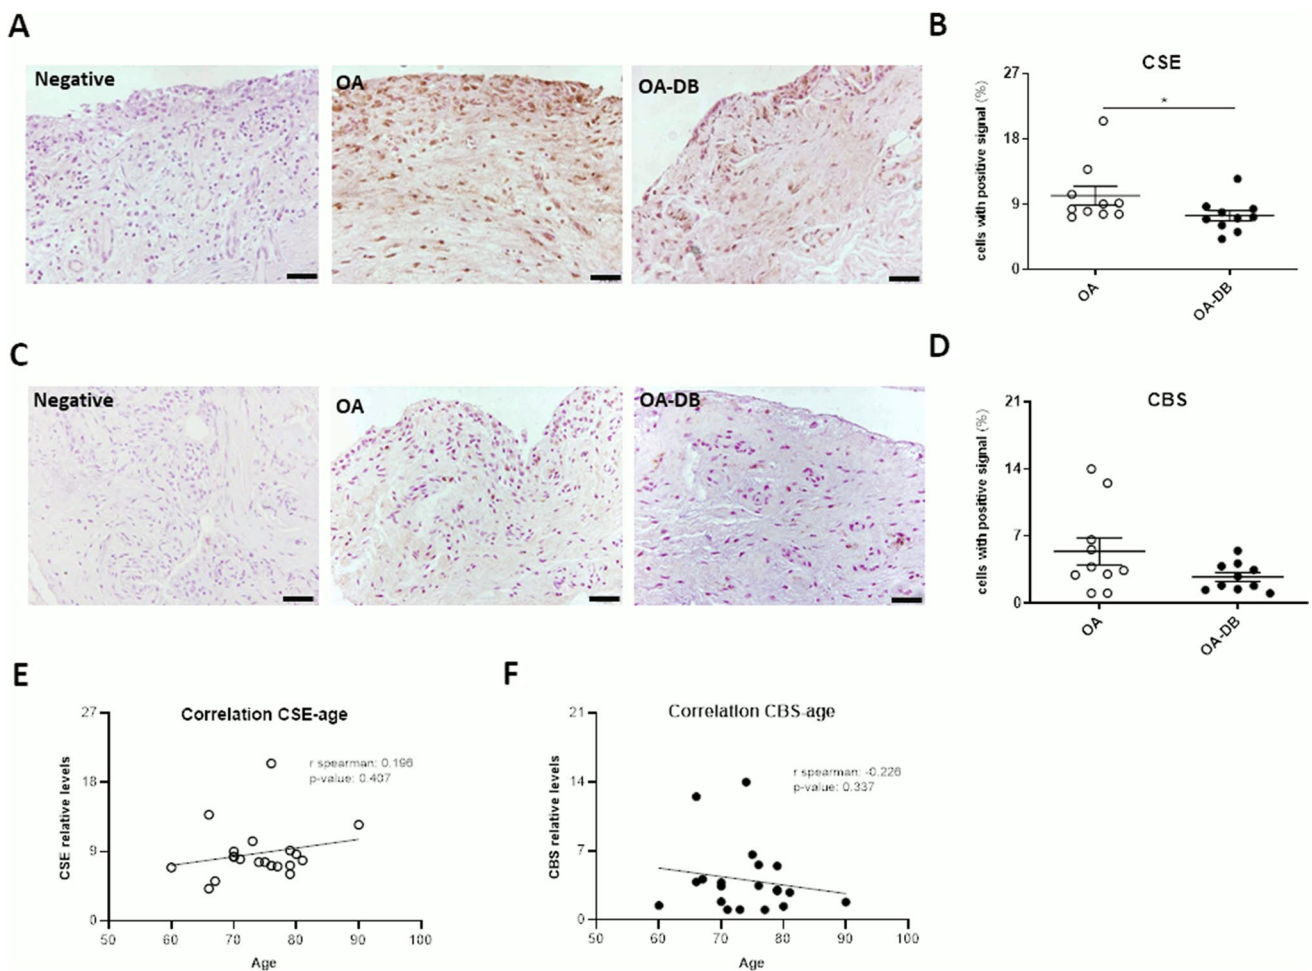 A
Negative
OA
OA-DB
B
CSE
cells with positive signal (%)
27
18
9
0
*
OA
OA-DB
C
Negative
OA
OA-DB
D
CBS
cells with positive signal (%)
21
14
7
0
OA
OA-DB
E
Correlation CSE-age
r spearman: 0.196
p-value: 0.407
CSE relative levels
27
18
9
0
50 60 70 80 90 100
Age
F
Correlation CBS-age
r spearman: -0.226
p-value: 0.337
CBS relative levels
21
14
7
0
50 60 70 80 90 100
Age